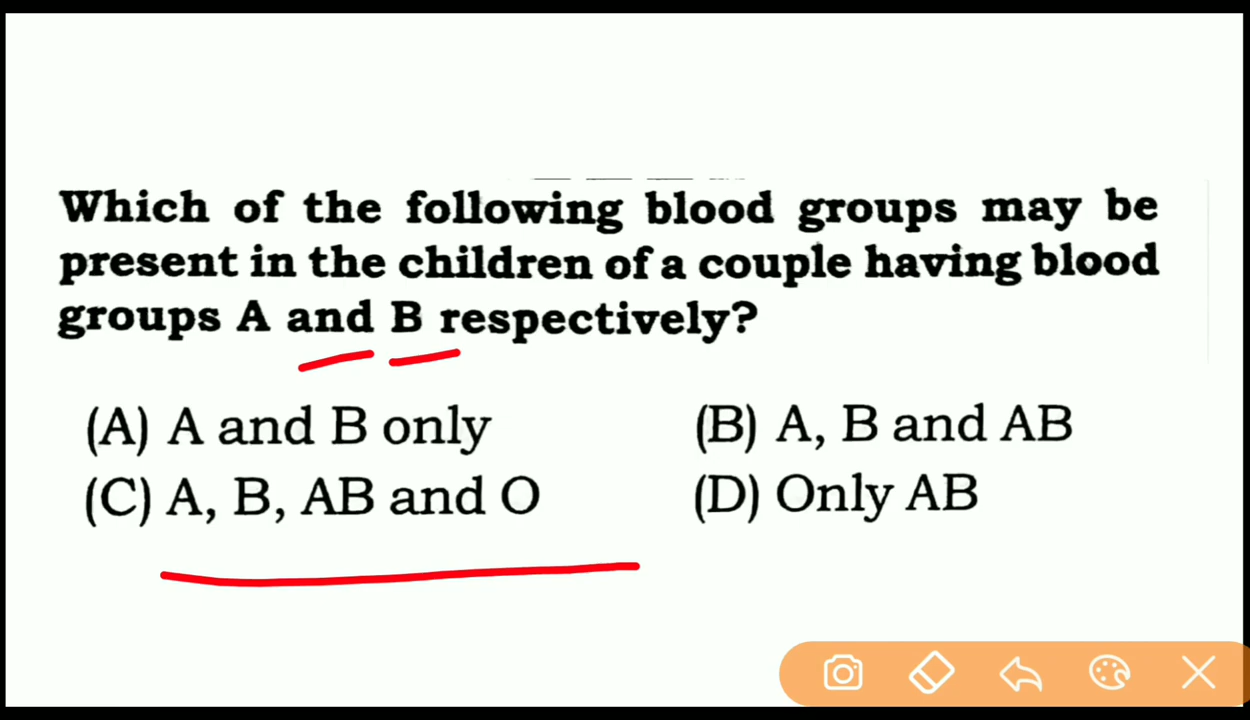 Which of the following blood groups may be
present in the children of a couple having blood
groups A and B respectively?
(A) A and B only (B) A, B and AB
(C) A, B, AB and O (D) Only AB